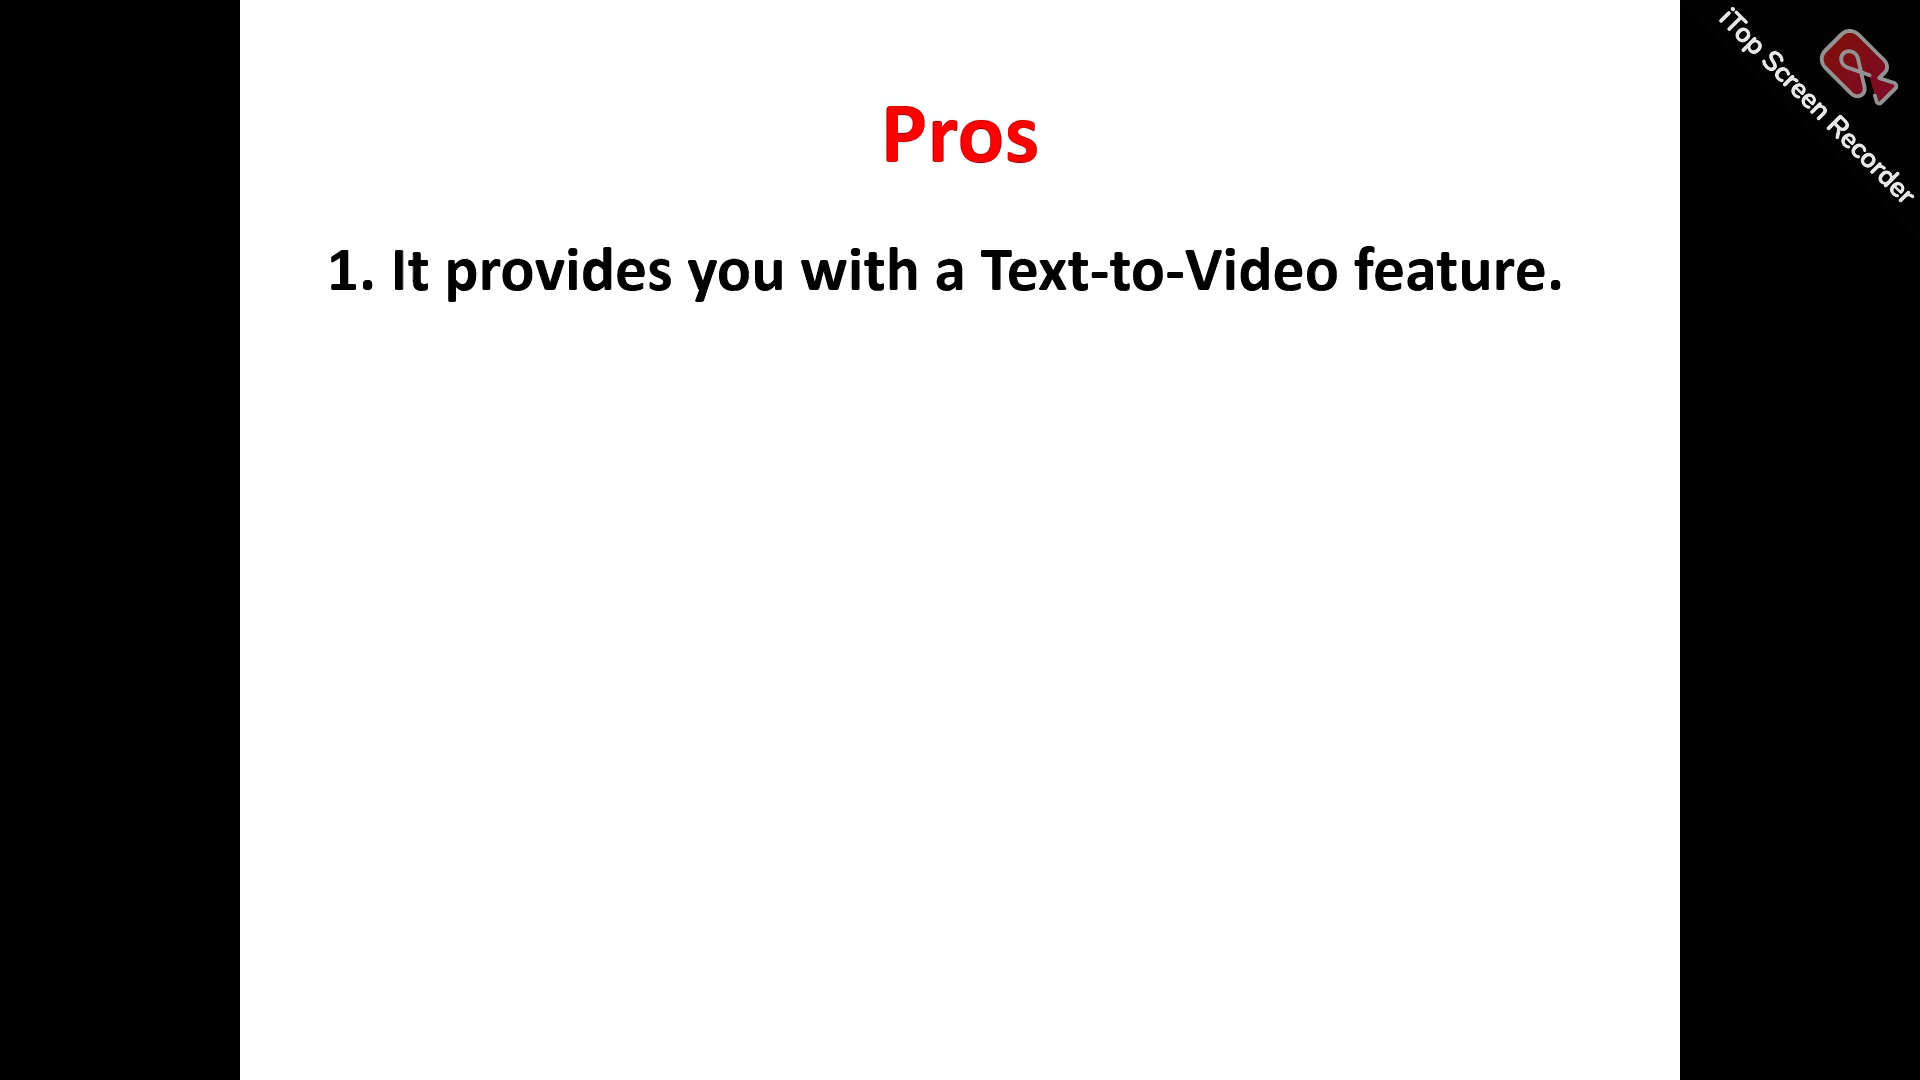 Pros
1. It provides you with a Text-to-Video feature.
iTop Screen Recorder